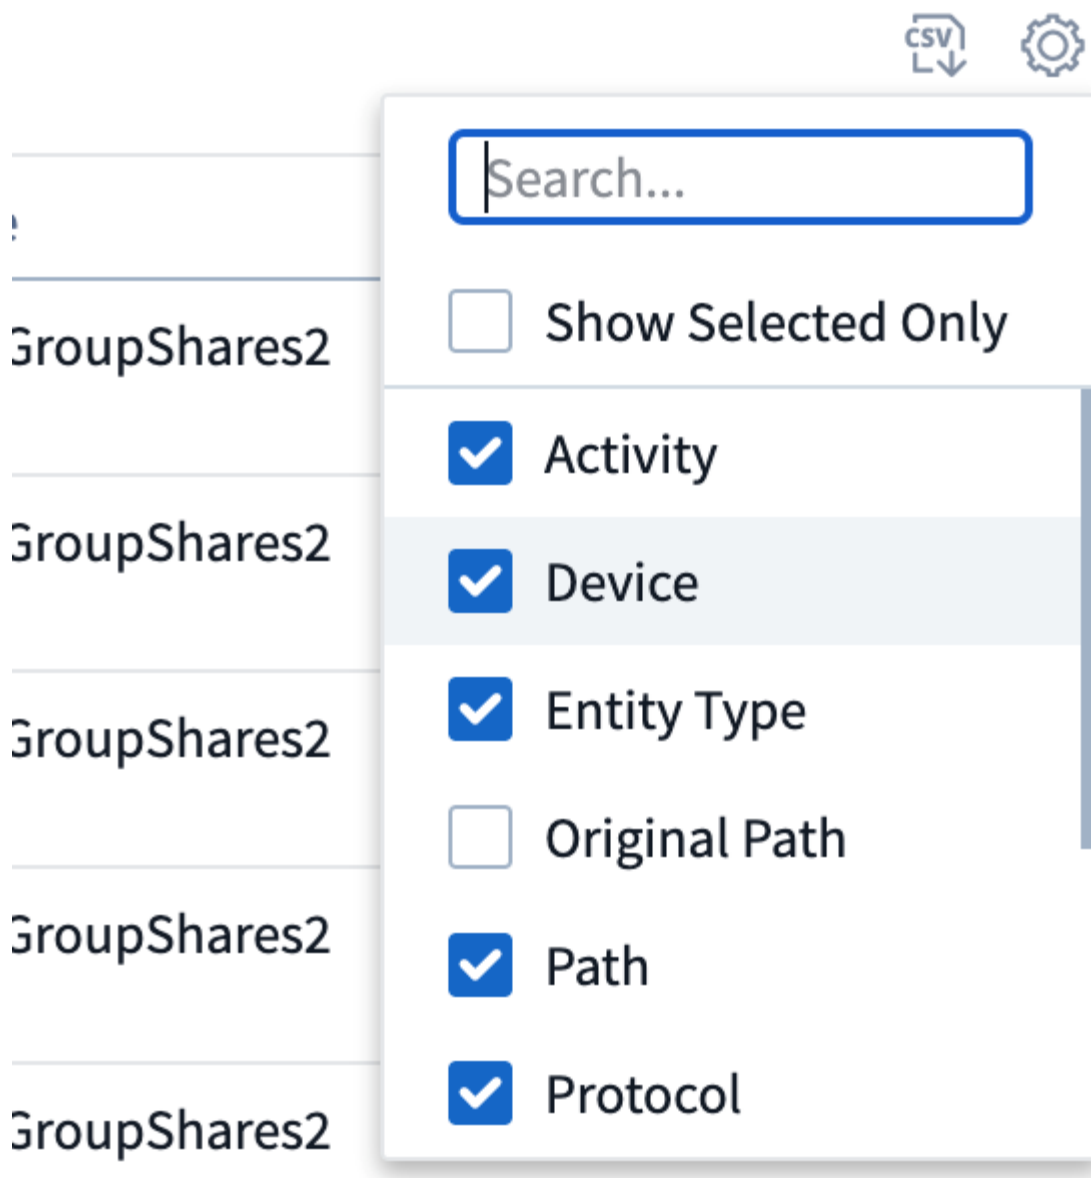 CSV
Search...
Show Selected Only
GroupShares2
Activity
GroupShares2
Device
Entity Type
GroupShares2
Original Path
GroupShares2
Path
Protocol
GroupShares2